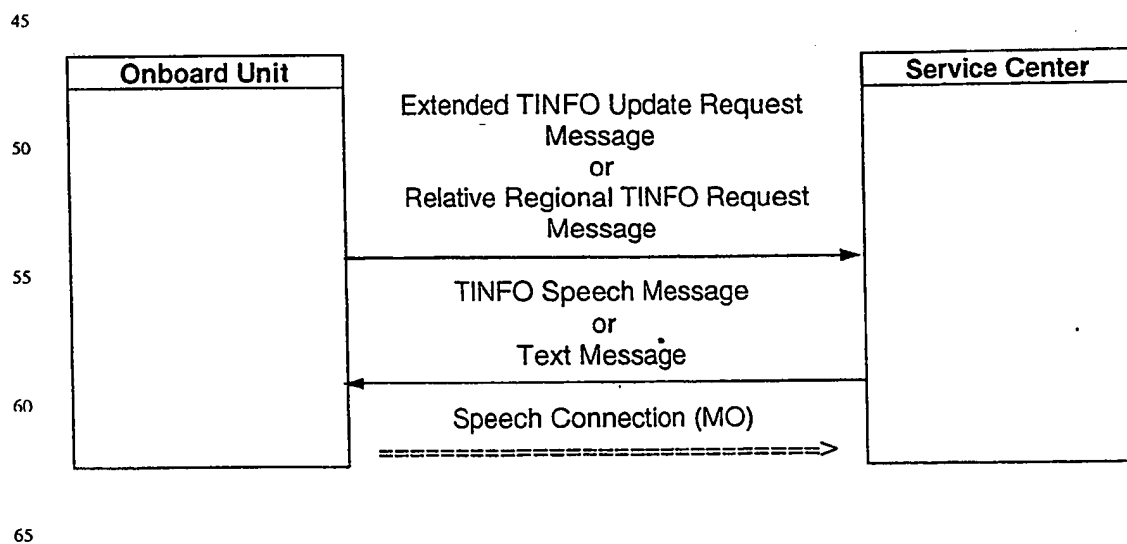 45
Onboard Unit
Service Center
Extended TINFO Update Request
Message
50
or
Relative Regional TINFO Request
Message
55
TINFO Speech Message
or
Text Message
60
Speech Connection (MO)
65